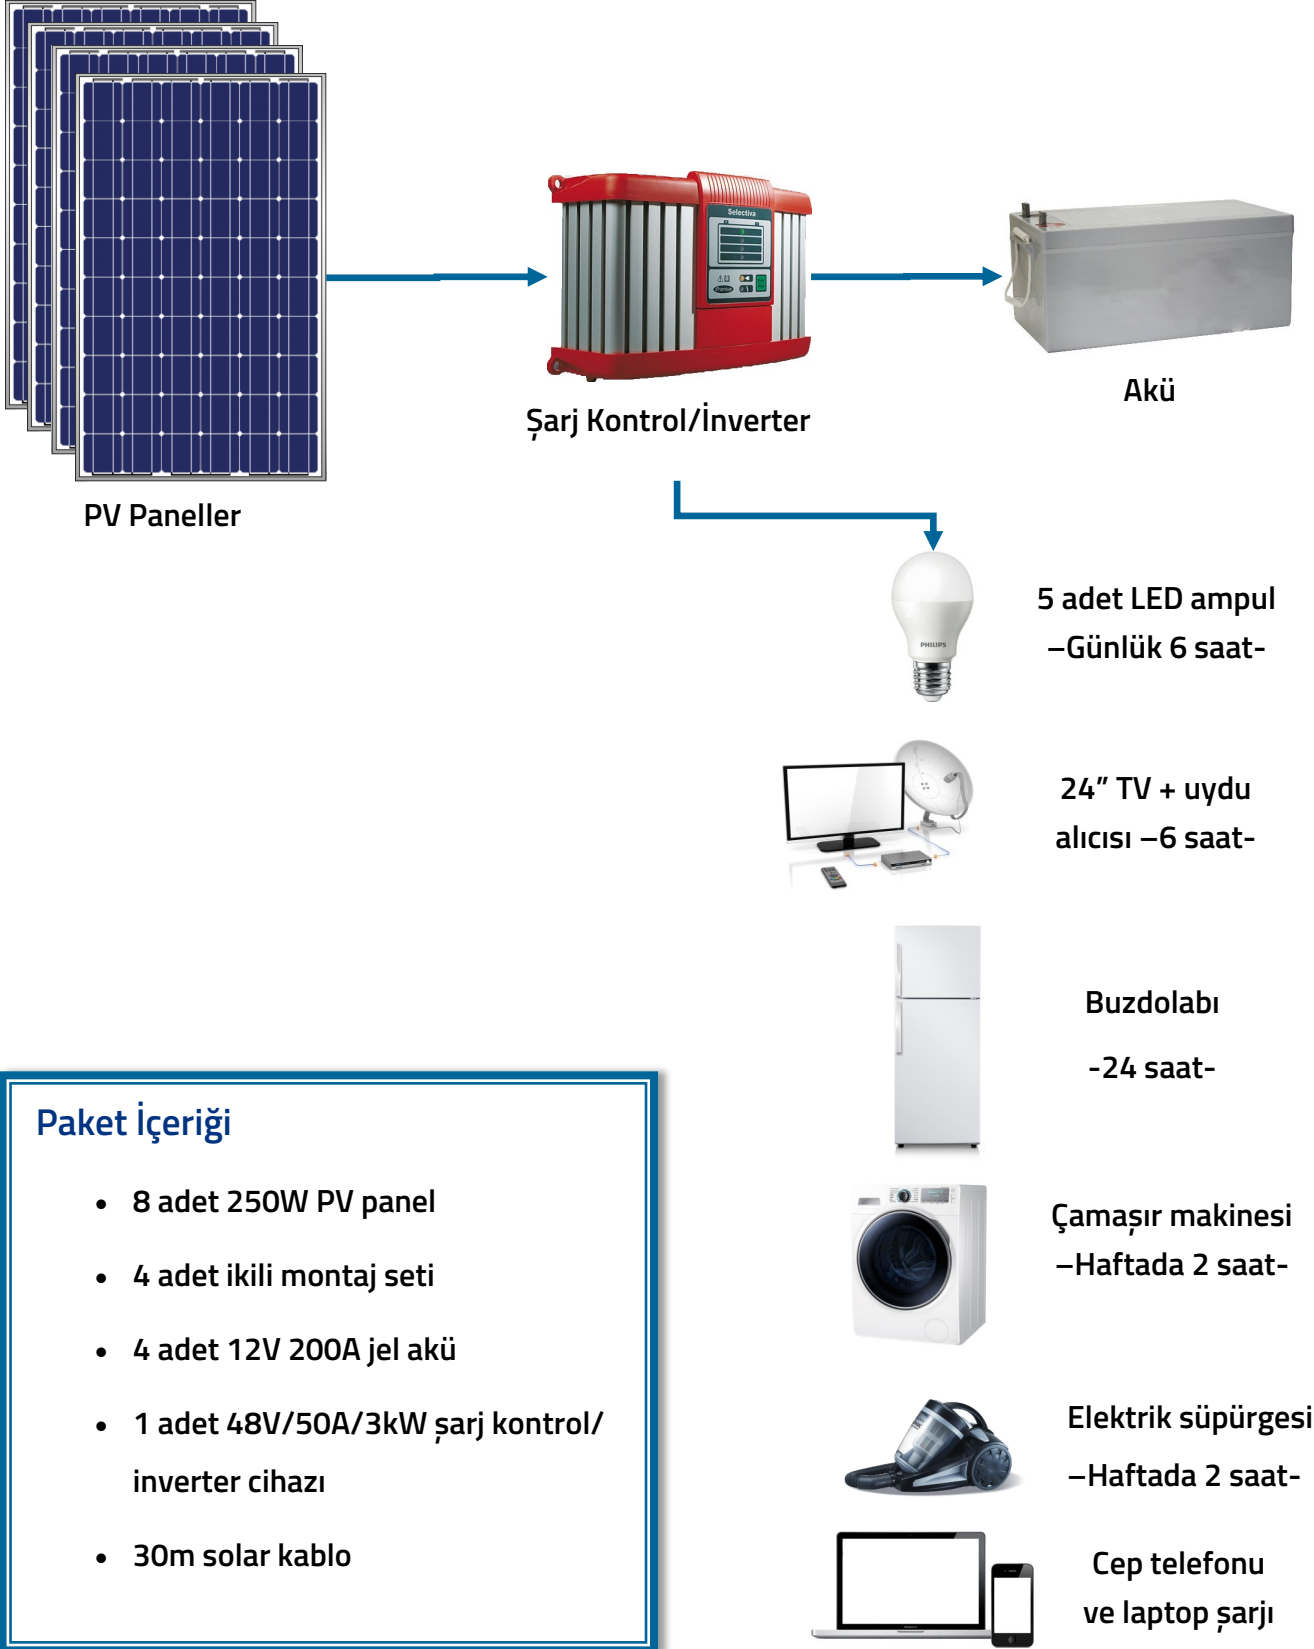 Selectiva
Fronius
PV Paneller
Şarj Kontrol/İnverter
Akü
PHILIPS
5 adet LED ampul
–Günlük 6 saat-
24” TV + uydu
alıcısı –6 saat-
Buzdolabı
-24 saat-
Çamaşır makinesi
–Haftada 2 saat-
Elektrik süpürgesi
–Haftada 2 saat-
Cep telefonu
ve laptop şarjı
Paket İçeriği
• 8 adet 250W PV panel
• 4 adet ikili montaj seti
• 4 adet 12V 200A jel akü
• 1 adet 48V/50A/3kW şarj kontrol/
inverter cihazı
• 30m solar kablo